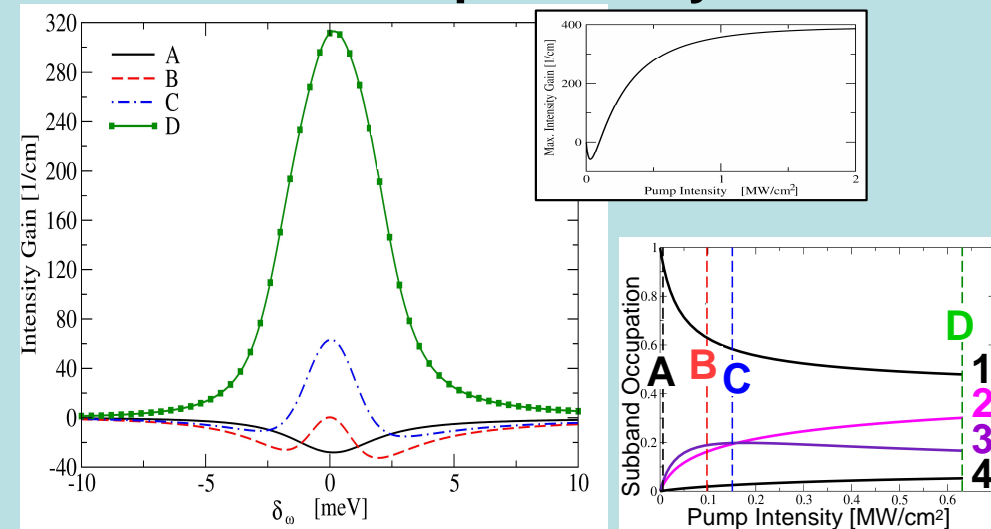 320
280
240
200
160
120
80
40
0
-40
Intensity Gain [1/cm]
A
B
C
D
-10
-5
0
5
10
δω [meV]
400
200
0
Max. Intensity Gain [1/cm]
0
1
2
Pump Intensity [MW/cm²]
1
0.8
0.6
0.4
0.2
0
Subband Occupation
A
B
C
D
1
2
3
4
0
0.1
0.2
0.3
0.4
0.5
0.6
Pump Intensity [MW/cm²]